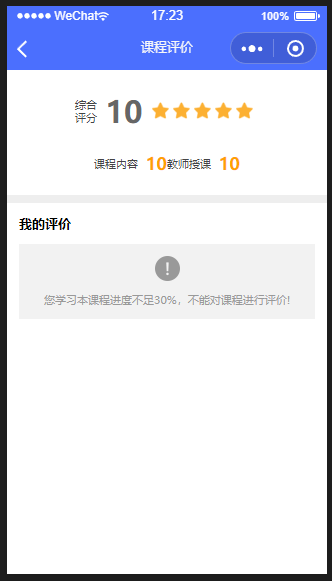 ●●●●● WeChat 17:23 100%
课程评价
综合评分 10
课程内容 10 教师授课 10
我的评价
!
您学习本课程进度不足30%，不能对课程进行评价!